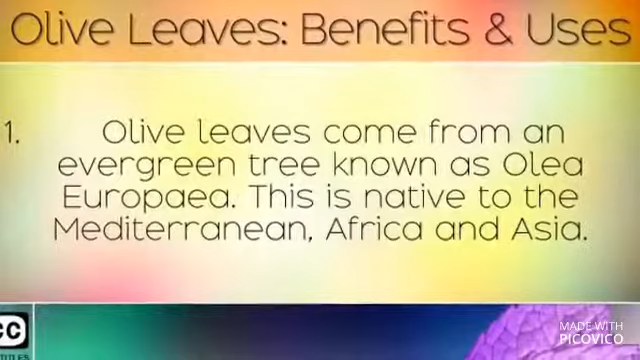 Olive Leaves: Benefits & Uses
1. Olive leaves come from an
evergreen tree known as Olea
Europaea. This is native to the
Mediterranean, Africa and Asia.
CC
TITLES
MADE WITH
PICOVICO